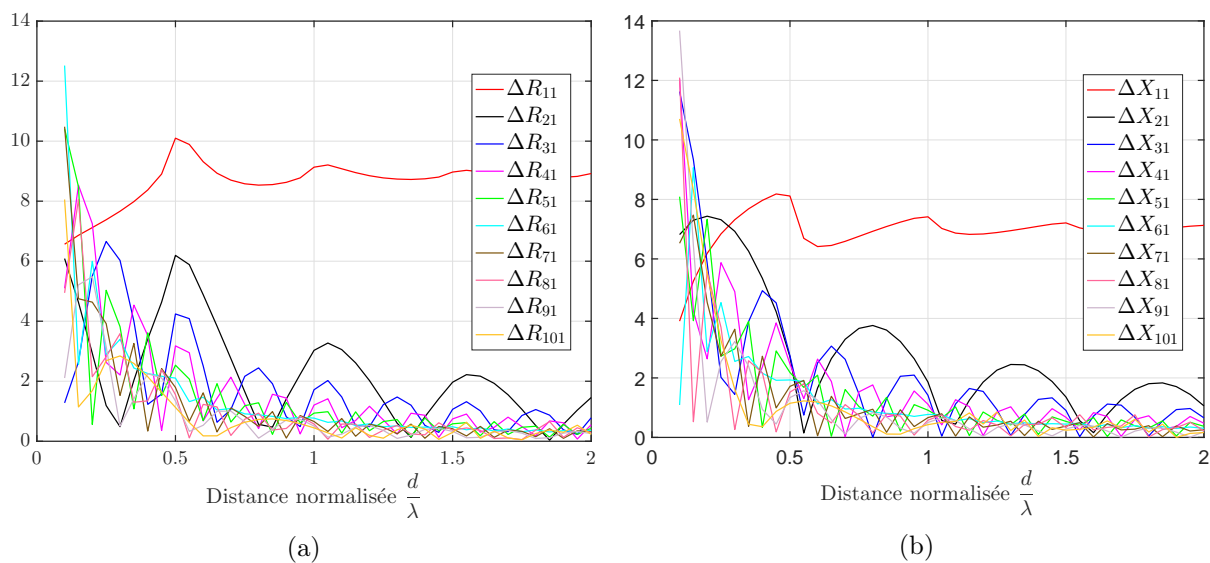 14
12
10
8
6
4
2
0
0
0.5
1
1.5
2
ΔR₁₁
ΔR₂₁
ΔR₃₁
ΔR₄₁
ΔR₅₁
ΔR₆₁
ΔR₇₁
ΔR₈₁
ΔR₉₁
ΔR₁₀₁
Distance normalisée d/λ
(a)
14
12
10
8
6
4
2
0
0
0.5
1
1.5
2
ΔX₁₁
ΔX₂₁
ΔX₃₁
ΔX₄₁
ΔX₅₁
ΔX₆₁
ΔX₇₁
ΔX₈₁
ΔX₉₁
ΔX₁₀₁
Distance normalisée d/λ
(b)